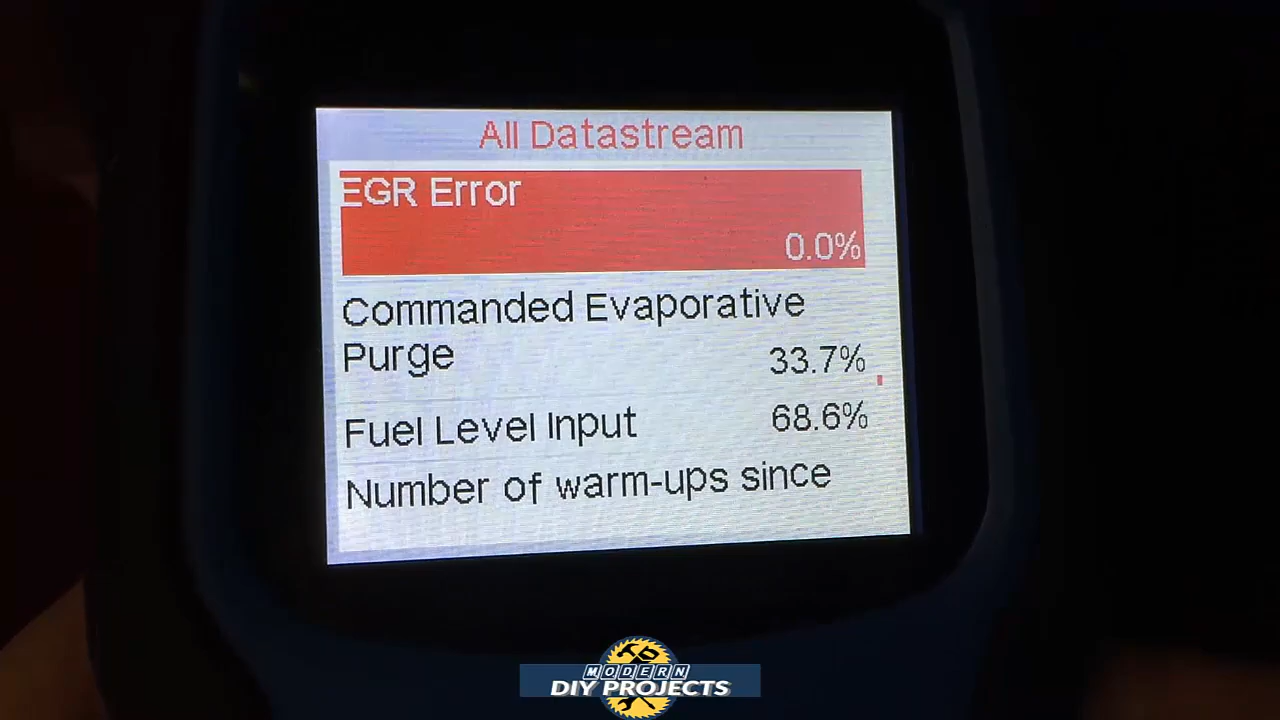 All Datastream
EGR Error
0.0%
Commanded Evaporative
Purge 33.7%
Fuel Level Input 68.6%
Number of warm-ups since
MODERN
DIY PROJECTS